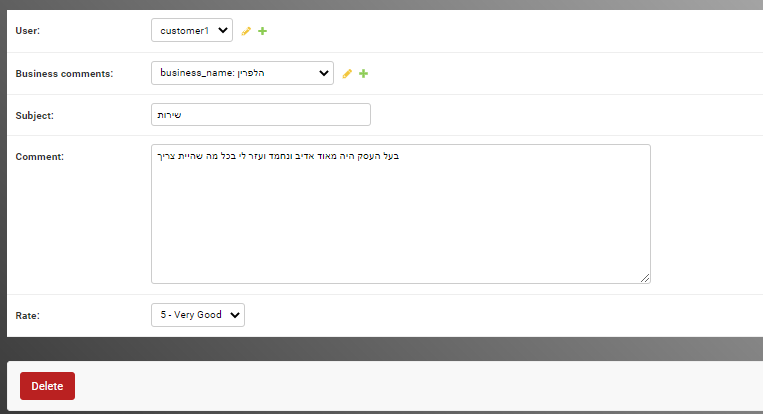 User: customer1
Business comments: business_name: הלפרין
Subject: שירות
Comment: בעל העסק היה מאוד אדיב ונחמד ועזר לי בכל מה שהיית צריך
Rate: 5 - Very Good
Delete